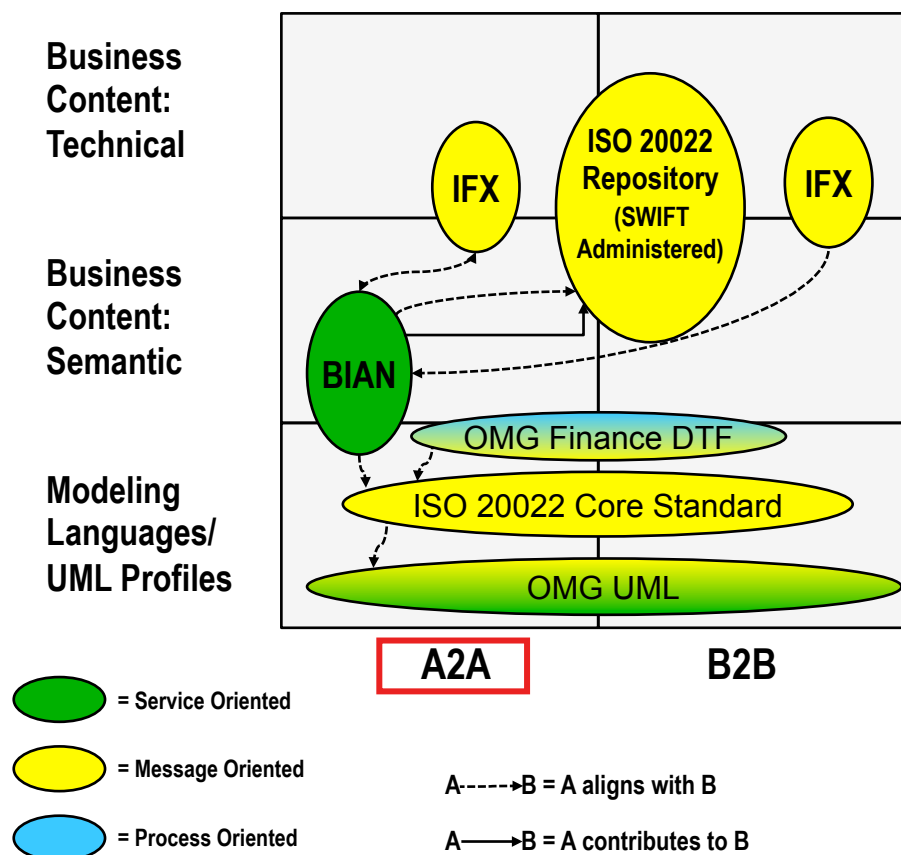 Business
Content:
Technical
IFX
ISO 20022
Repository
(SWIFT
Administered)
IFX
Business
Content:
Semantic
BIAN
OMG Finance DTF
Modeling
Languages/
UML Profiles
ISO 20022 Core Standard
OMG UML
A2A
B2B
= Service Oriented
= Message Oriented
A B = A aligns with B
= Process Oriented
A B = A contributes to B